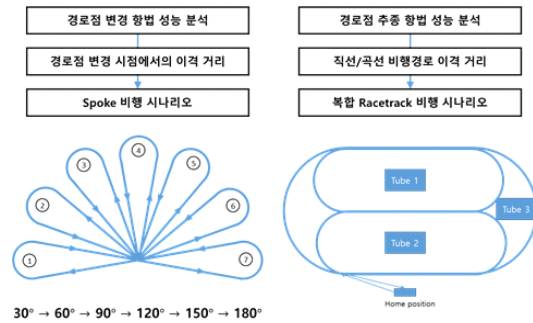 경로점 변경 항법 성능 분석
경로점 변경 시점에서의 이격 거리
Spoke 비행 시나리오
경로점 추종 항법 성능 분석
직선/곡선 비행경로 이격 거리
복합 Racetrack 비행 시나리오
①
②
③
④
⑤
⑥
⑦
30° → 60° → 90° → 120° → 150° → 180°
Tube 1
Tube 3
Tube 2
Home position